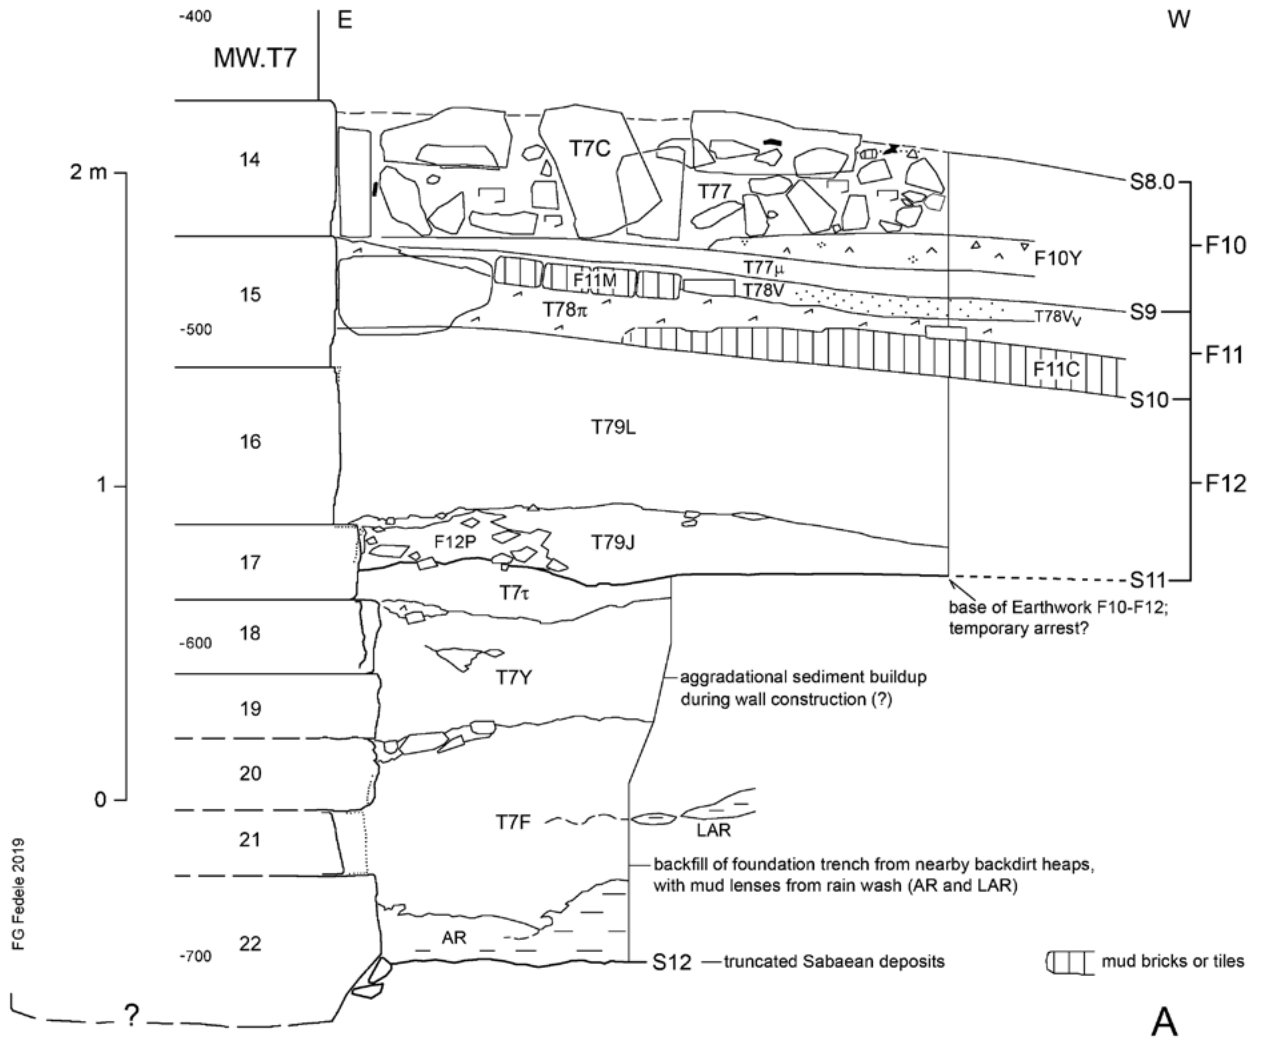 -400
E
W
MW.T7
14
T7C
2 m
T77
S8.0
F10
F10Y
T77μ
F11M
T78V
15
T78π
T78Vv
S9
-500
F11
F11C
S10
T79L
16
1
F12
F12P
T79J
17
S11
T7τ
base of Earthwork F10-F12;
temporary arrest?
18
-600
T7Y
aggradational sediment buildup
during wall construction (?)
19
20
0
T7F
LAR
21
backfill of foundation trench from nearby backdirt heaps,
with mud lenses from rain wash (AR and LAR)
FG Fedele 2019
22
AR
-700
S12
truncated Sabaean deposits
mud bricks or tiles
?
A